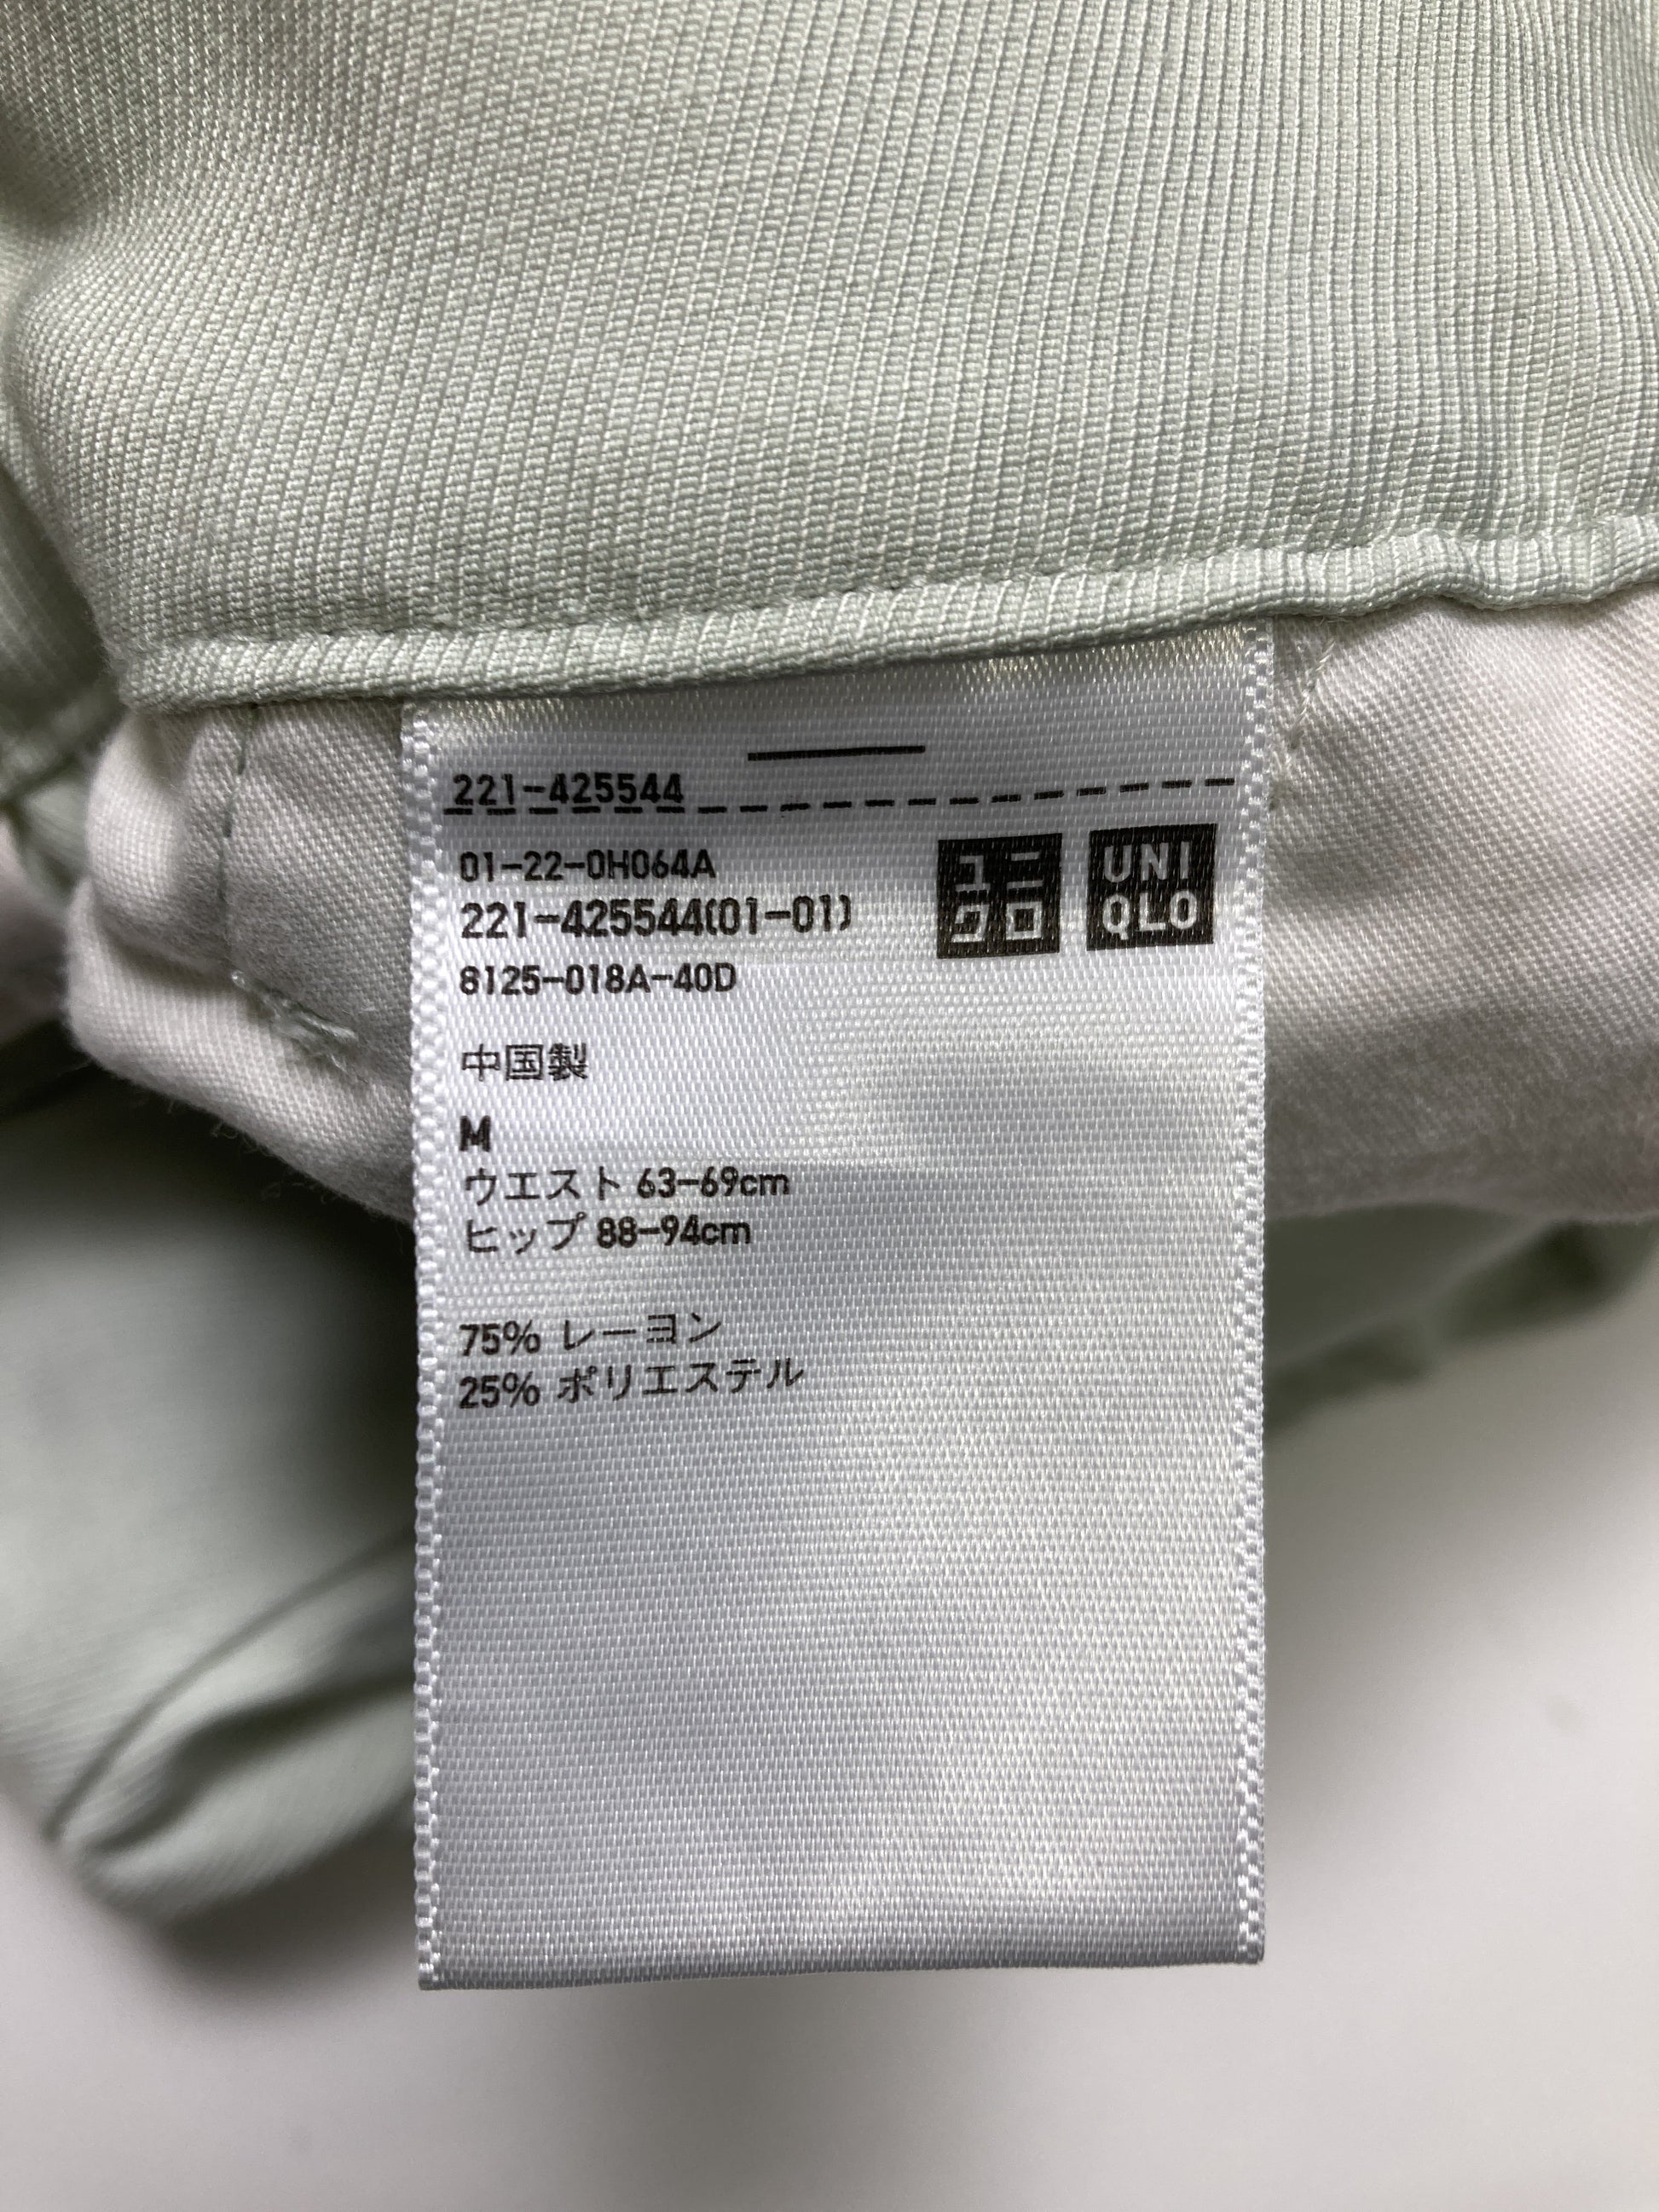 221-425544
01-22-0H064A
221-425544(01-01)
8125-018A-40D
ユニ
クロ
UNI
QLO
中国製
M
ウエスト 63-69cm
ヒップ 88-94cm
75% レーヨン
25% ポリエステル